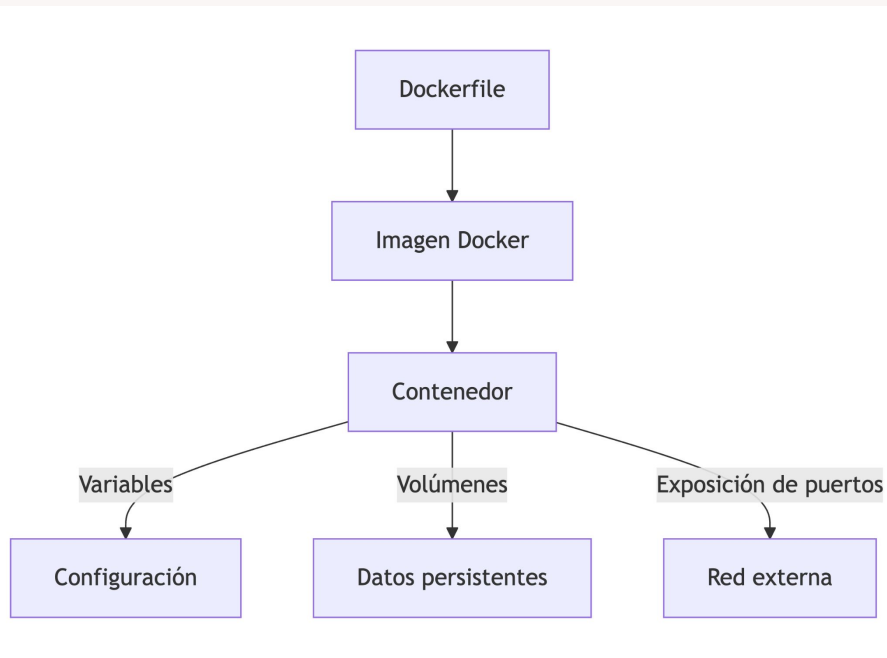 Dockerfile
Imagen Docker
Contenedor
Variables
Volúmenes
Exposición de puertos
Configuración
Datos persistentes
Red externa